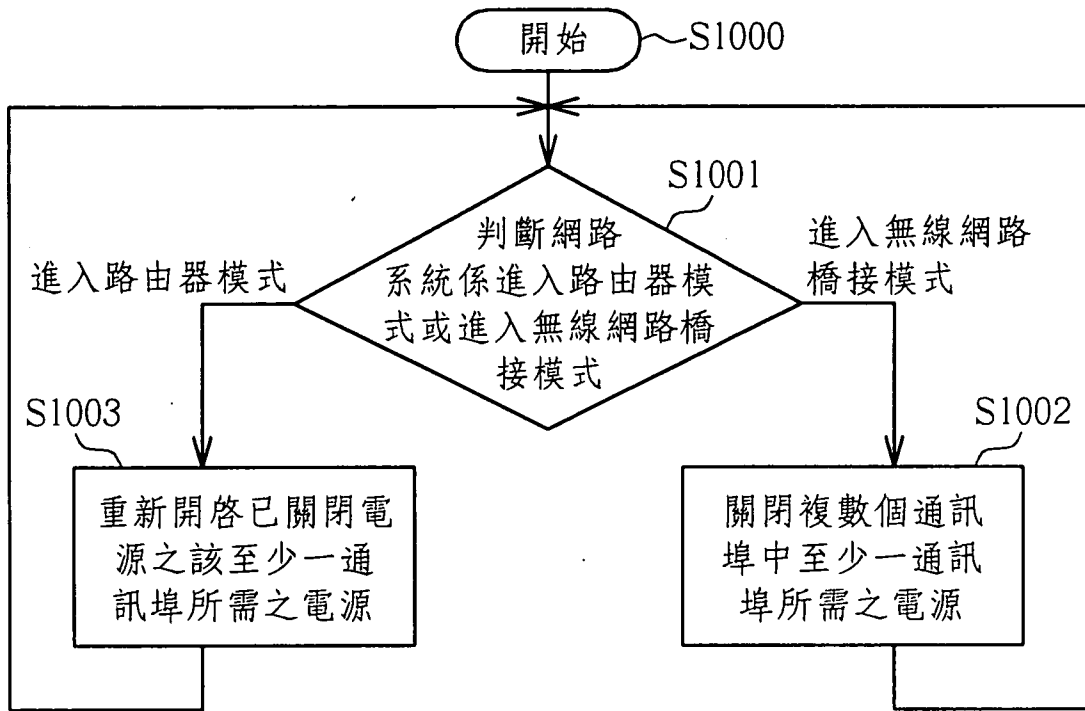 開始
S1000
S1001
判斷網路
系統係進入路由器模
式或進入無線網路橋
接模式
進入路由器模式
進入無線網路
橋接模式
S1003
重新開啓已關閉電
源之該至少一通
訊埠所需之電源
S1002
關閉複數個通訊
埠中至少一通訊
埠所需之電源